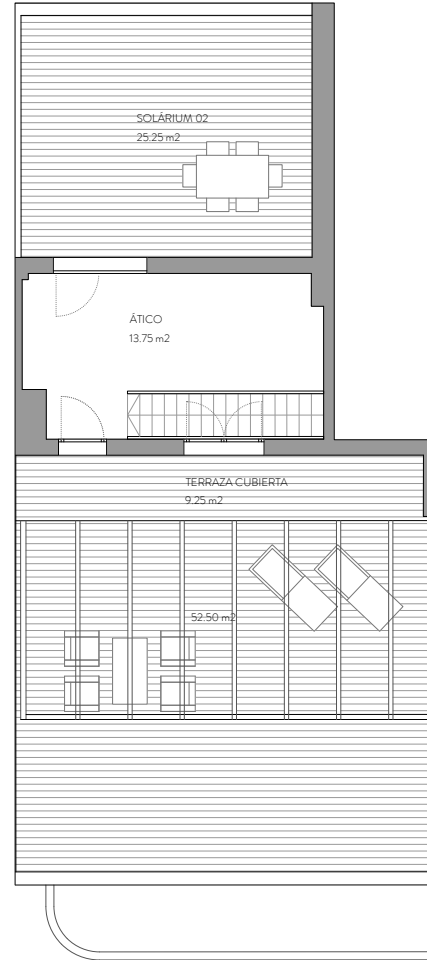 SOLÁRIUM 02
25.25 m2
ÁTICO
13.75 m2
TERRAZA CUBIERTA
9.25 m2
52.50 m2